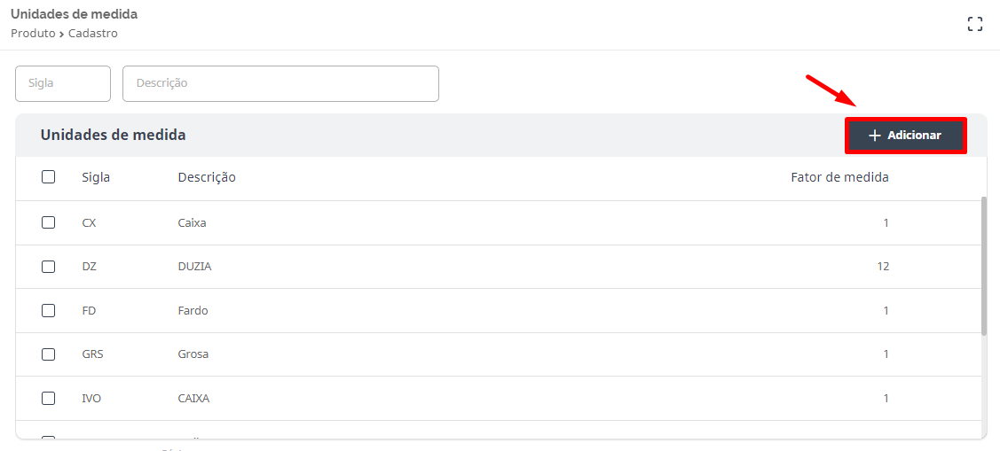 Unidades de medida
Produto › Cadastro
Sigla Descrição
Unidades de medida + Adicionar
Sigla Descrição Fator de medida
CX Caixa 1
DZ DUZIA 12
FD Fardo 1
GRS Grosa 1
IVO CAIXA 1